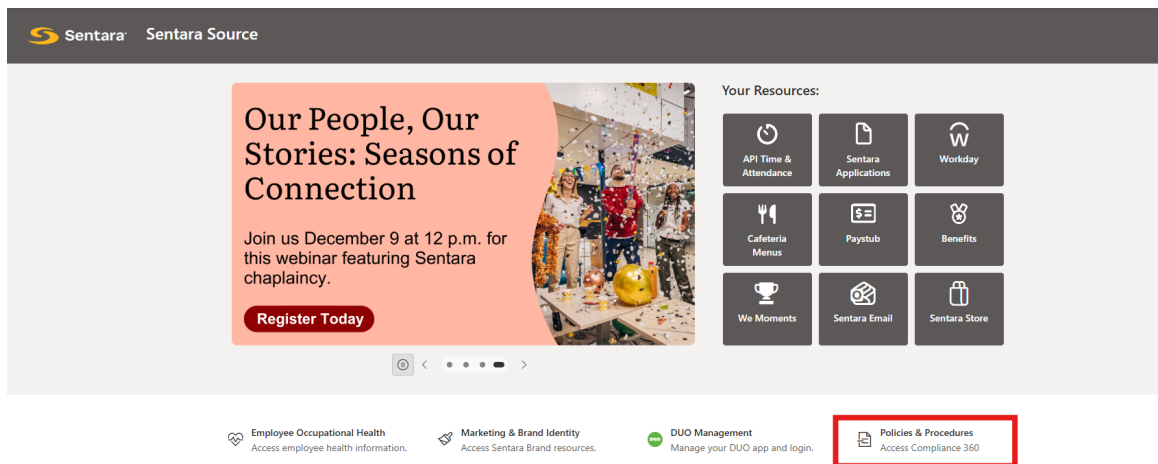 Sentara Sentara Source
Our People, Our
Stories: Seasons of
Connection
Join us December 9 at 12 p.m. for
this webinar featuring Sentara
chaplaincy.
Register Today
Your Resources:
API Time &
Attendance
Sentara
Applications
Workday
Cafeteria
Menus
Paystub
Benefits
We Moments
Sentara Email
Sentara Store
Employee Occupational Health
Access employee health information.
Marketing & Brand Identity
Access Sentara Brand resources.
DUO Management
Manage your DUO app and login.
Policies & Procedures
Access Compliance 360